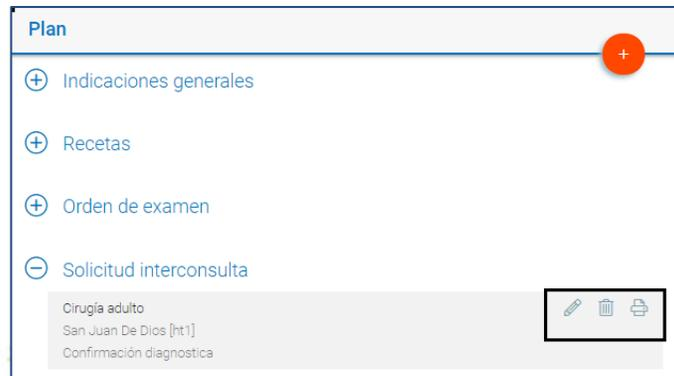 Plan
+
Indicaciones generales
Recetas
Orden de examen
Solicitud interconsulta
Cirugía adulto
San Juan De Dios [ht1]
Confirmación diagnostica